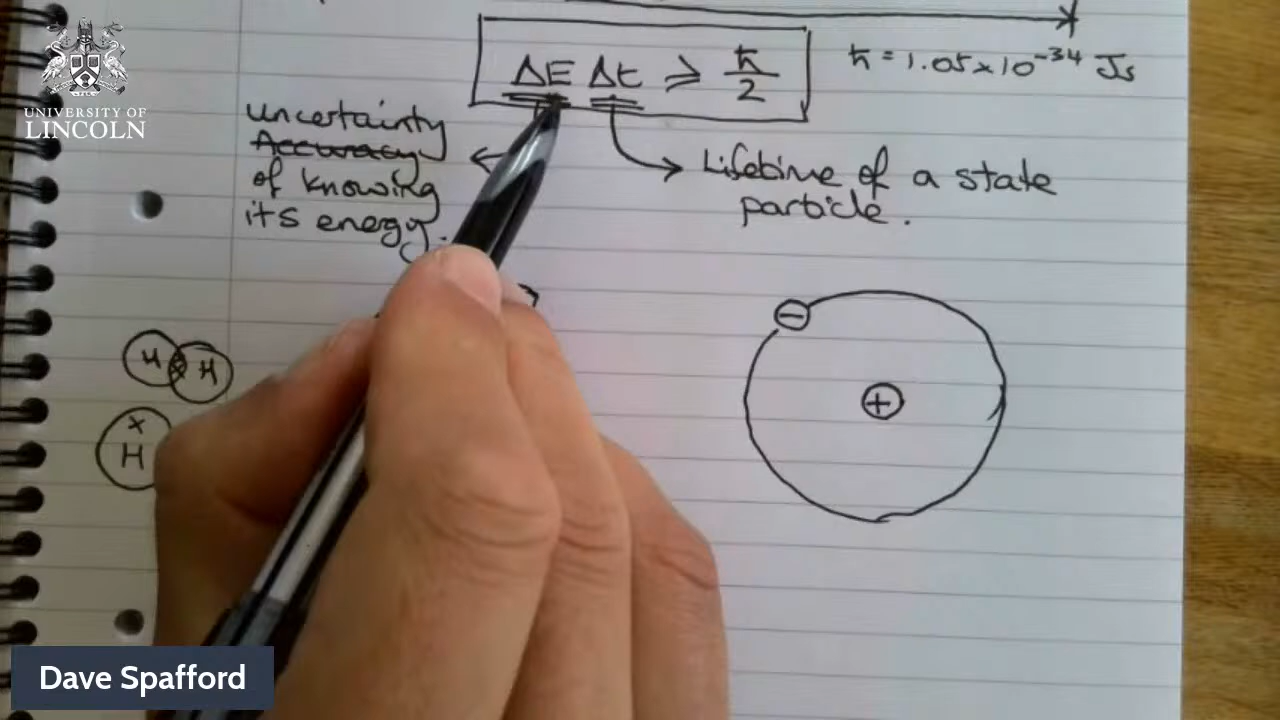 UNIVERSITY OF
LINCOLN
ΔE Δt ⩾ ℏ/2
ℏ = 1.05 × 10⁻³⁴ Js
uncertainty
Accuracy
of knowing
its energy.
Lifetime of a state
particle.
H H
x
H
−
+
Dave Spafford